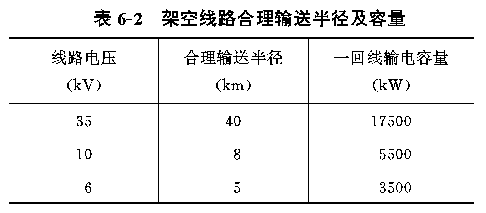 表 6-2 架空线路合理输送半径及容量
线路电压 合理输送半径 一回线输电容量
(kV) (km) (kW)
35 40 17500
10 8 5500
6 5 3500